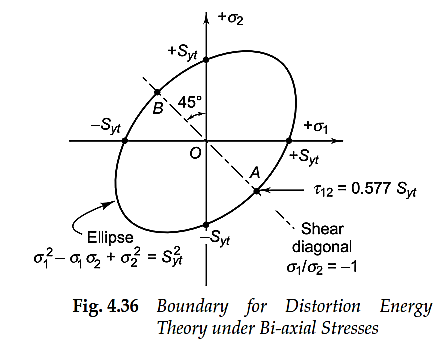 +σ₂
+Syt
B
45°
−Syt
+σ₁
O
+Syt
A
τ₁₂ = 0.577 Syt
−Syt
Shear
diagonal
σ₁/σ₂ = −1
Ellipse
σ₁² − σ₁ σ₂ + σ₂² = Syt²
Fig. 4.36 Boundary for Distortion Energy
Theory under Bi-axial Stresses